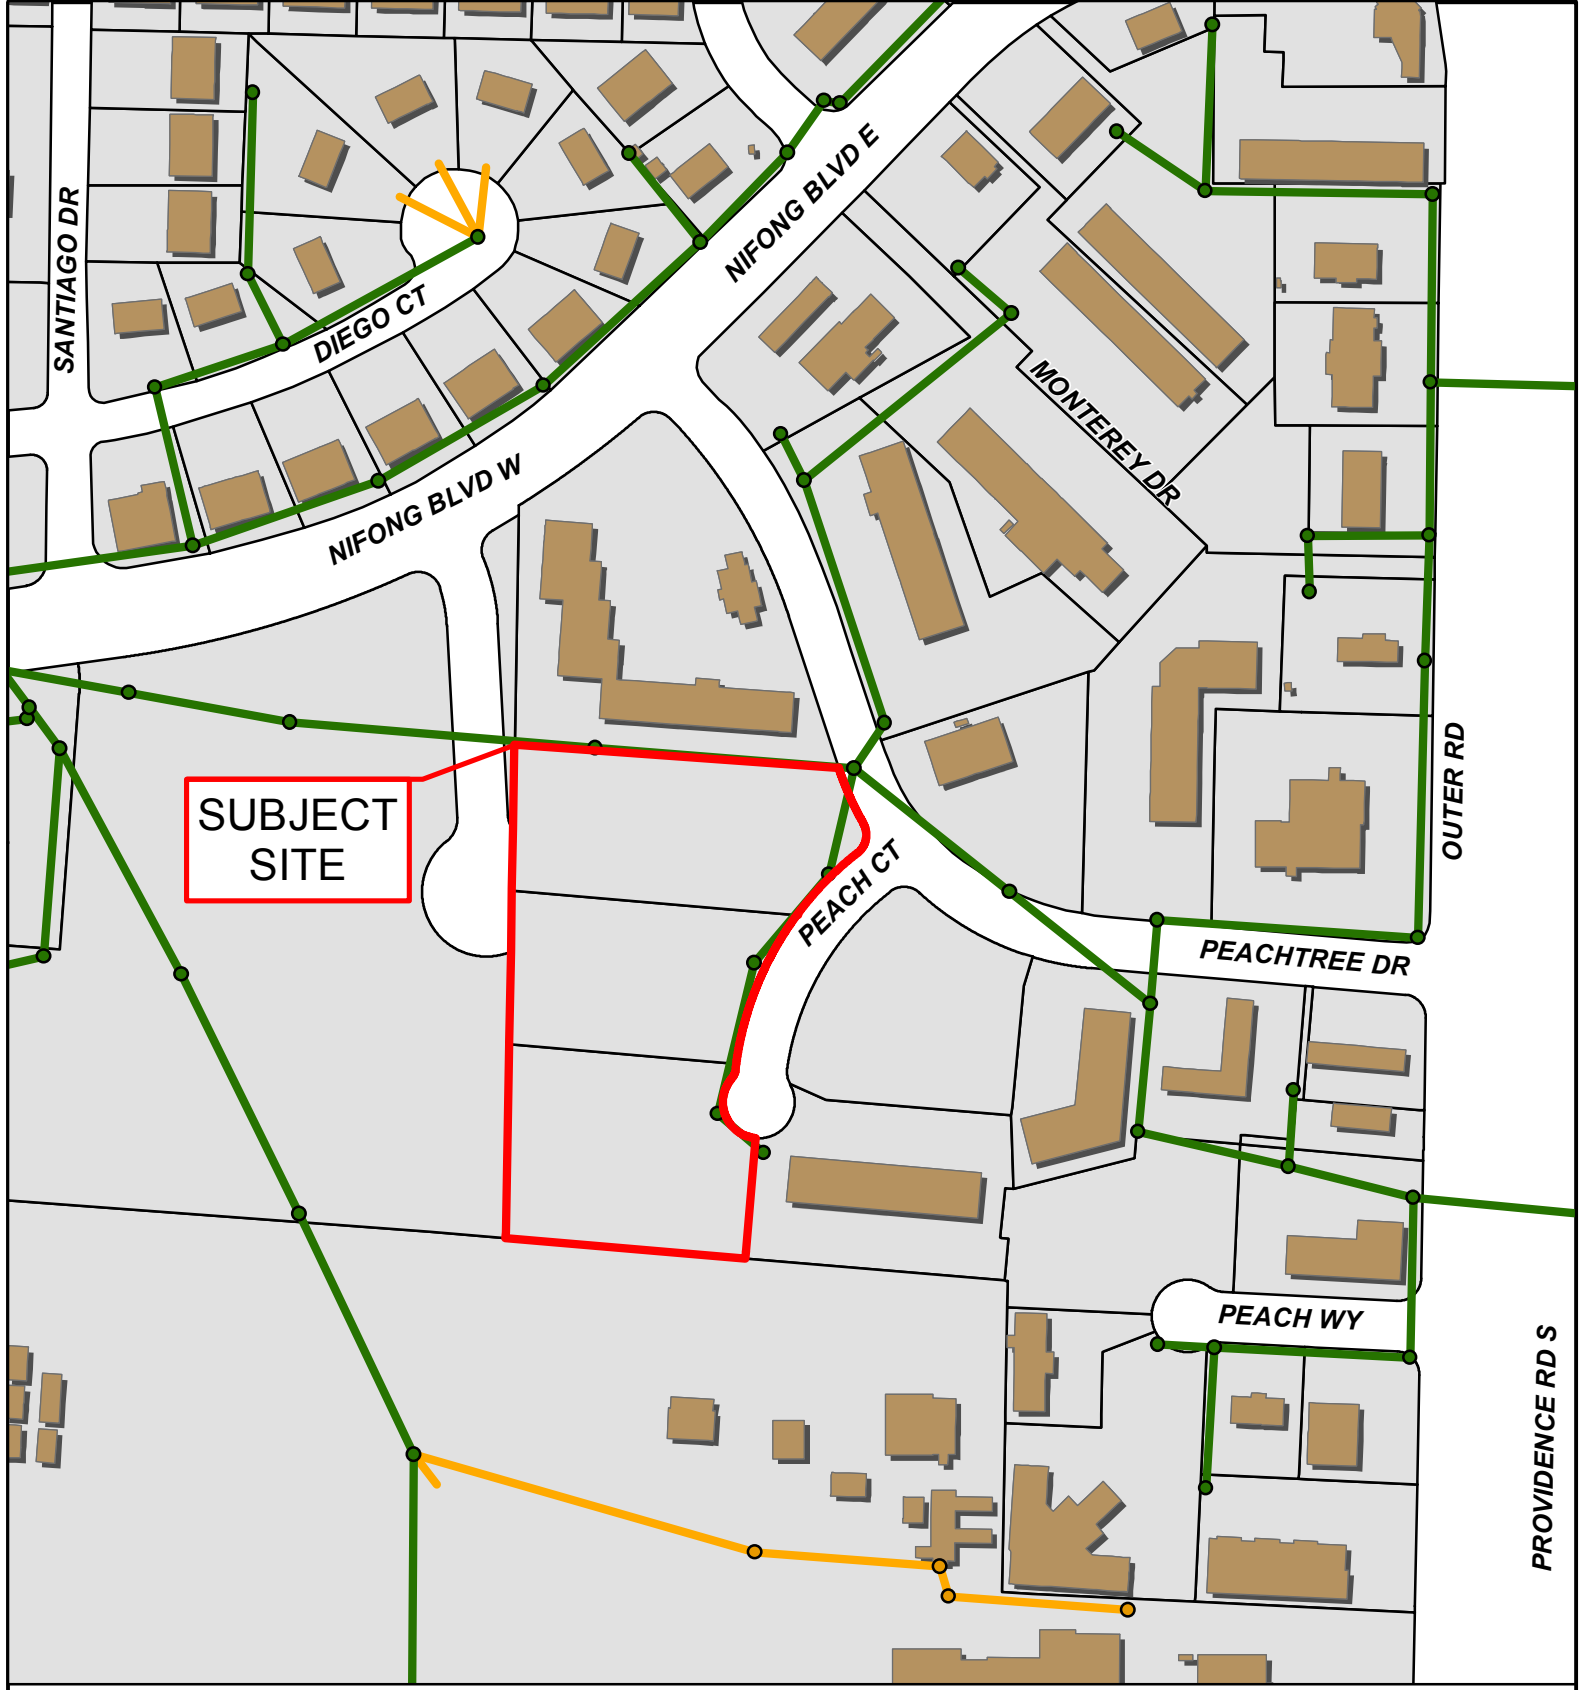 SANTIAGO DR
DIEGO CT
NIFONG BLVD E
NIFONG BLVD W
MONTEREY DR
SUBJECT
SITE
PEACH CT
OUTER RD
PEACHTREE DR
PEACH WY
PROVIDENCE RD S